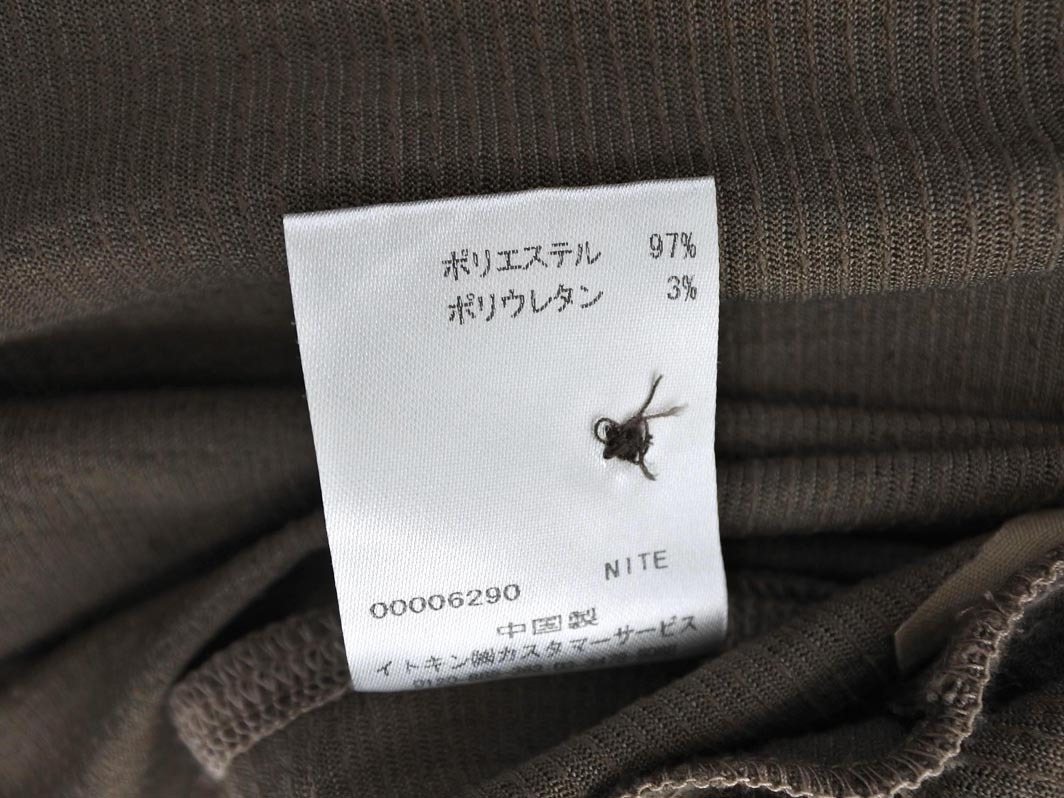 ポリエステル 97%
ポリウレタン 3%
NITE
00006290
中国製
イトキン㈱カスタマーサービス